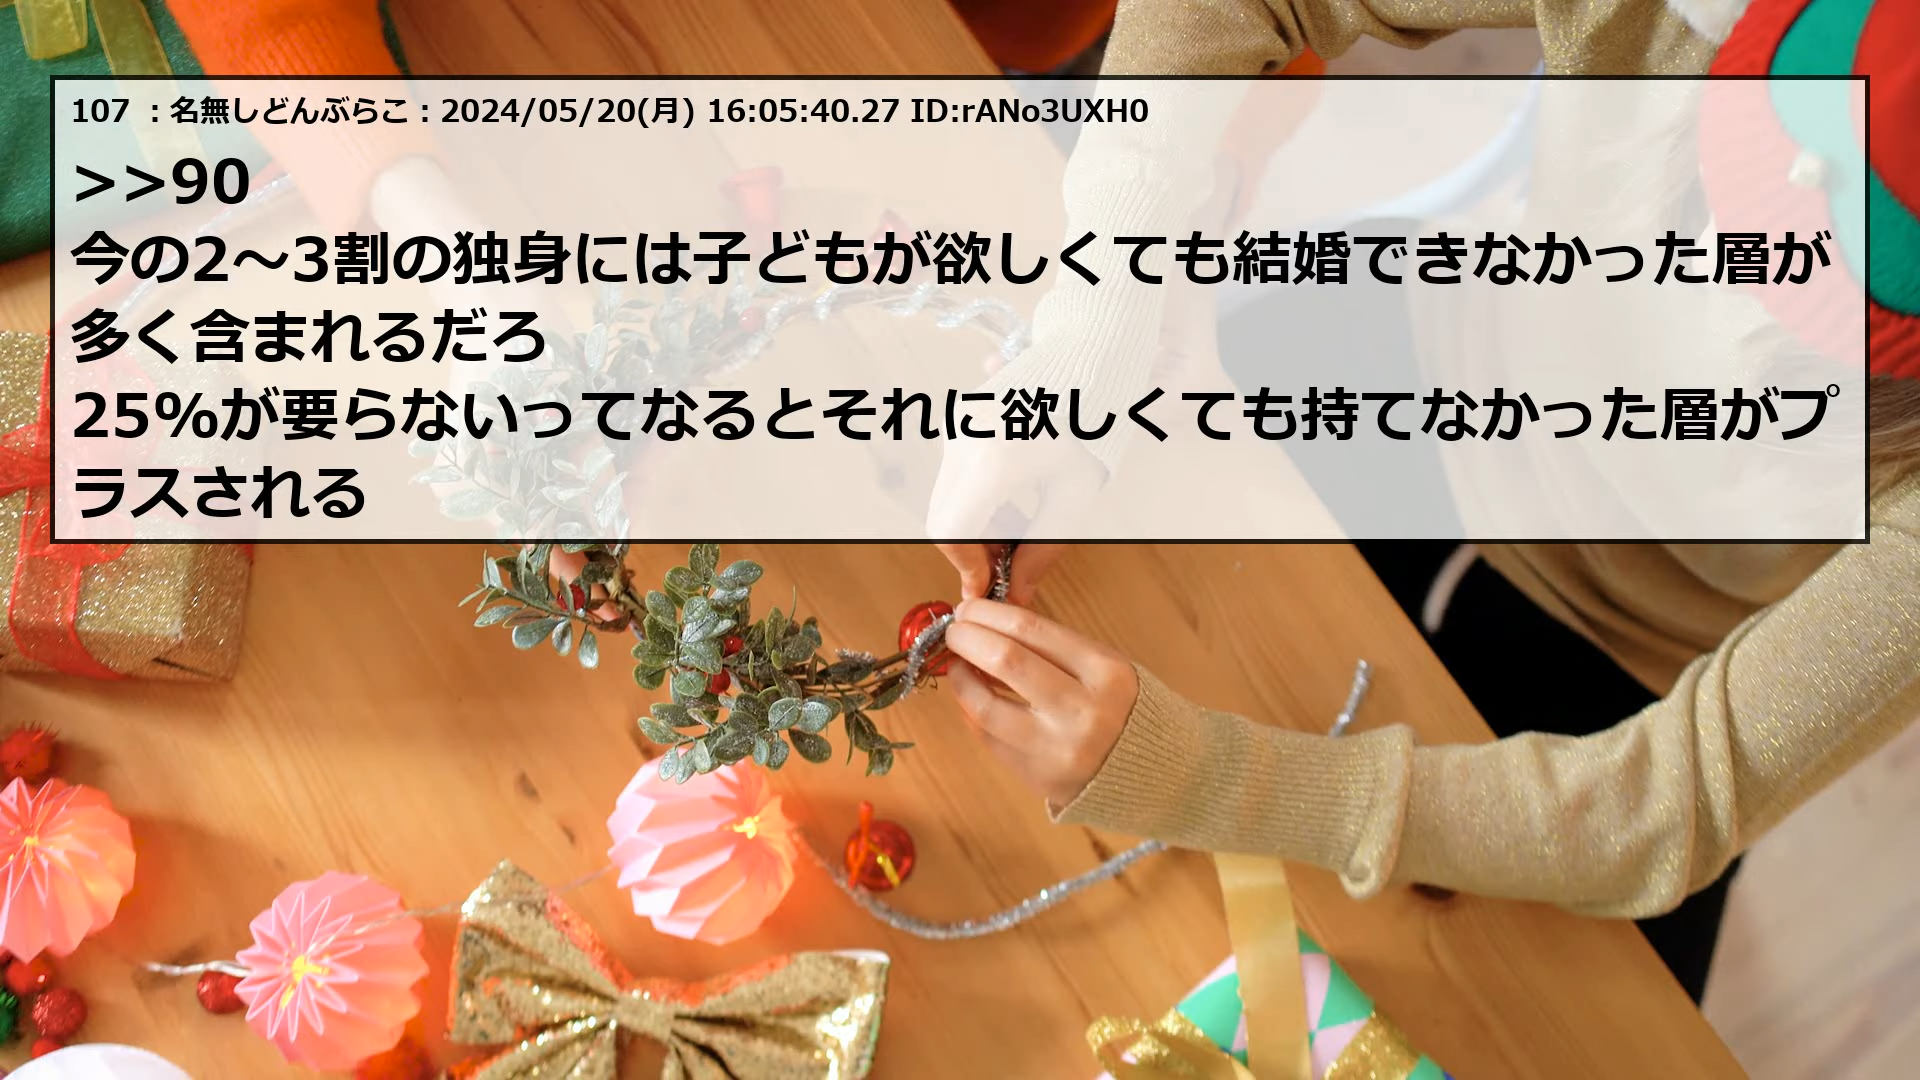 107 ：名無しどんぶらこ：2024/05/20(月) 16:05:40.27 ID:rANo3UXH0
>>90
今の2〜3割の独身には子どもが欲しくても結婚できなかった層が
多く含まれるだろ
25%が要らないってなるとそれに欲しくても持てなかった層がプ
ラスされる